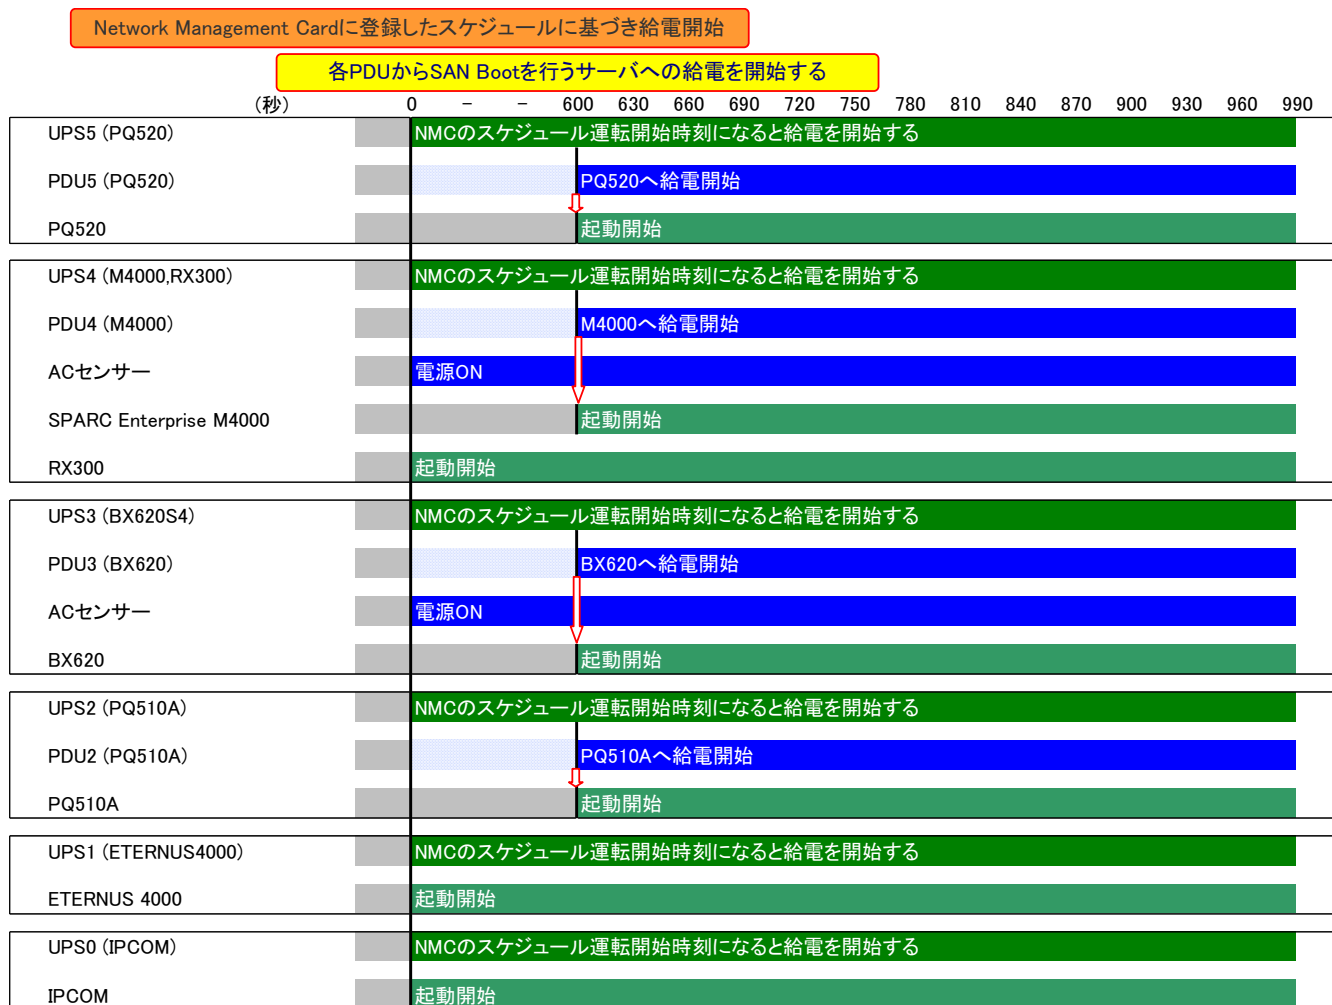 Network Management Cardに登録したスケジュールに基づき給電開始
各PDUからSAN Bootを行うサーバへの給電を開始する
(秒) 0 - - 600 630 660 690 720 750 780 810 840 870 900 930 960 990
UPS5 (PQ520) NMCのスケジュール運転開始時刻になると給電を開始する
PDU5 (PQ520) PQ520へ給電開始
PQ520 起動開始
UPS4 (M4000,RX300) NMCのスケジュール運転開始時刻になると給電を開始する
PDU4 (M4000) M4000へ給電開始
ACセンサー 電源ON
SPARC Enterprise M4000 起動開始
RX300 起動開始
UPS3 (BX620S4) NMCのスケジュール運転開始時刻になると給電を開始する
PDU3 (BX620) BX620へ給電開始
ACセンサー 電源ON
BX620 起動開始
UPS2 (PQ510A) NMCのスケジュール運転開始時刻になると給電を開始する
PDU2 (PQ510A) PQ510Aへ給電開始
PQ510A 起動開始
UPS1 (ETERNUS4000) NMCのスケジュール運転開始時刻になると給電を開始する
ETERNUS 4000 起動開始
UPS0 (IPCOM) NMCのスケジュール運転開始時刻になると給電を開始する
IPCOM 起動開始